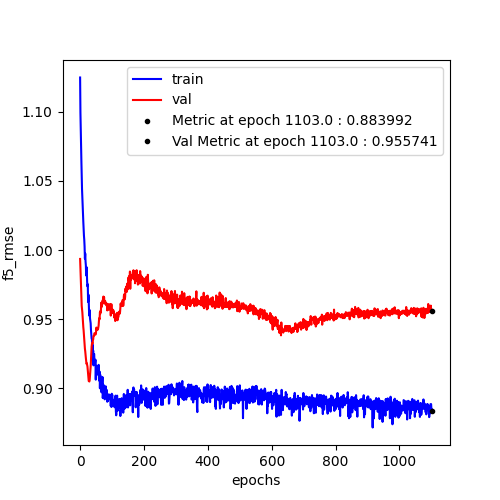 train
val
Metric at epoch 1103.0 : 0.883992
Val Metric at epoch 1103.0 : 0.955741
f5_rmse
1.10
1.05
1.00
0.95
0.90
0 200 400 600 800 1000
epochs